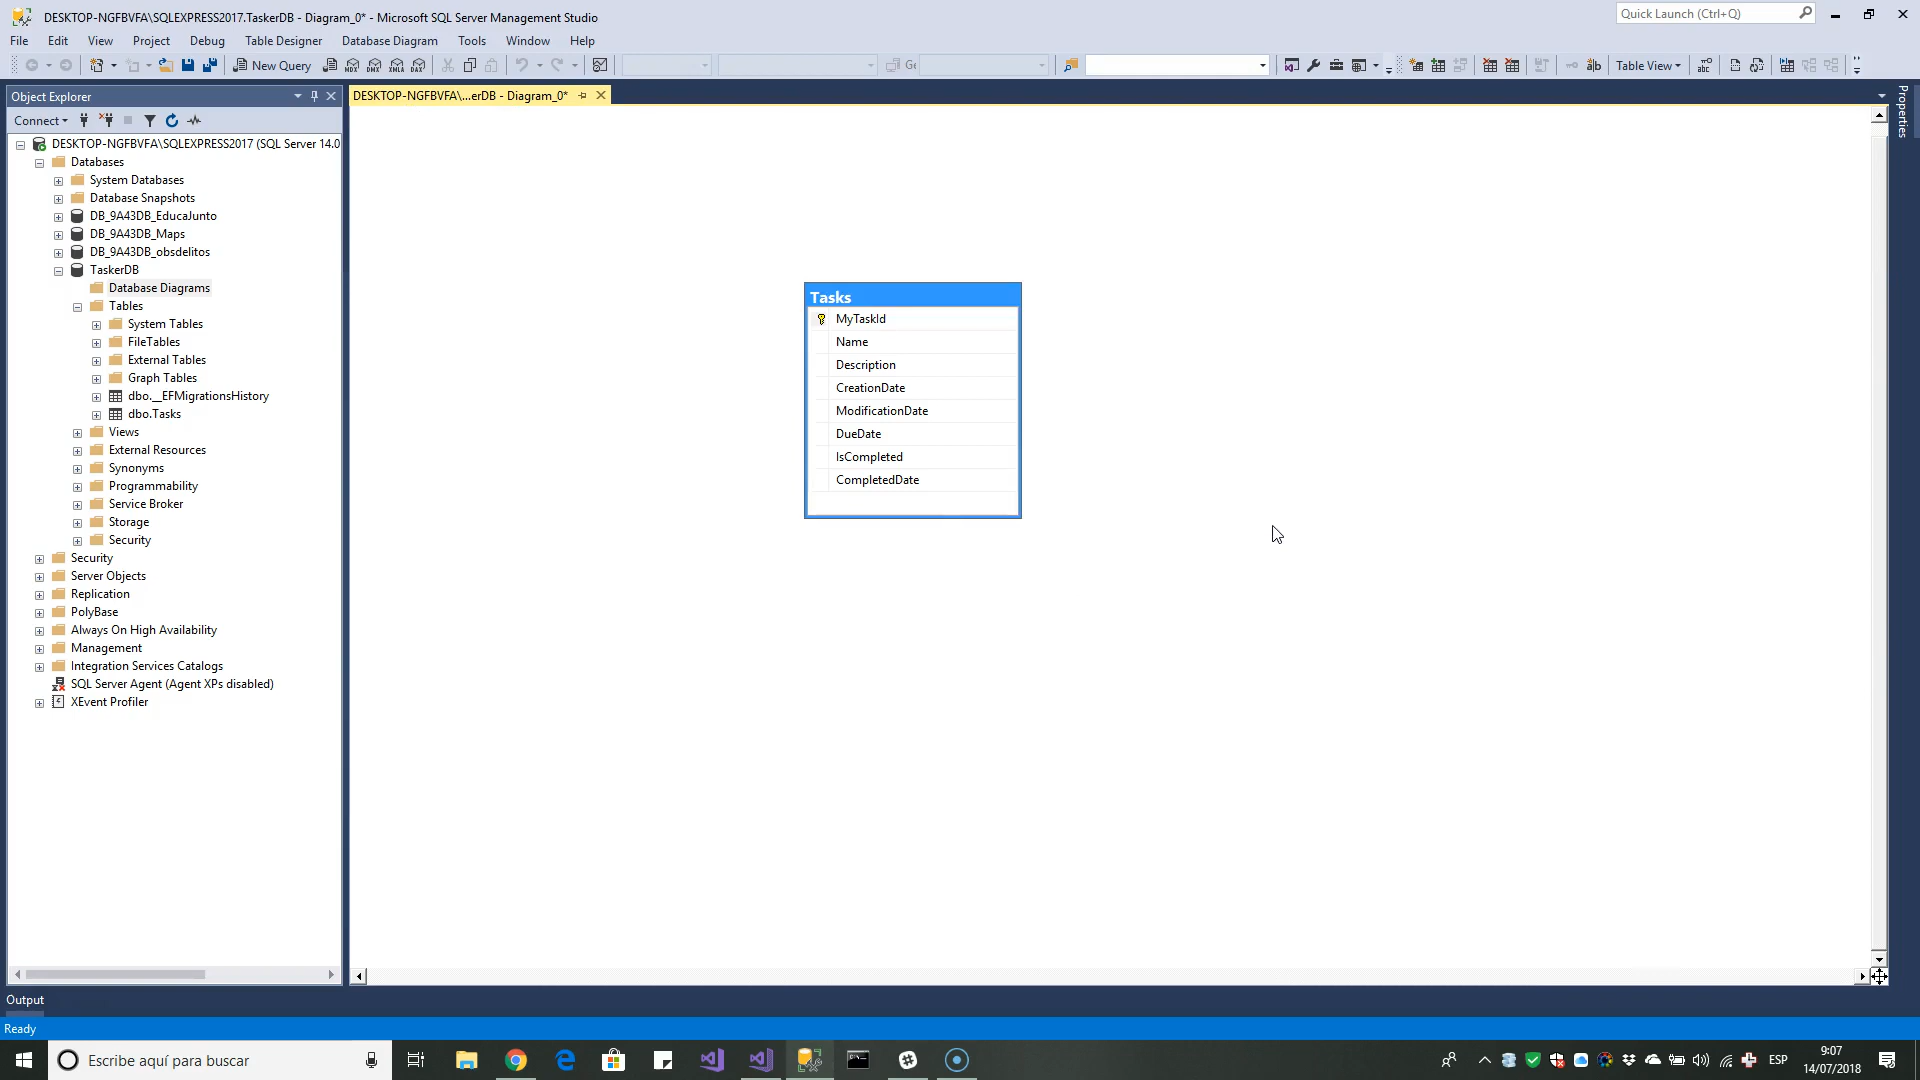 DESKTOP-NGFBVFA\SQLEXPRESS2017.TaskerDB - Diagram_0* - Microsoft SQL Server Management Studio
Quick Launch (Ctrl+Q)
File Edit View Project Debug Table Designer Database Diagram Tools Window Help
New Query MDX DMX XMLA DAX Ge Table View
Object Explorer
DESKTOP-NGFBVFA\...erDB - Diagram_0*
Properties
Connect
DESKTOP-NGFBVFA\SQLEXPRESS2017 (SQL Server 14.0
Databases
System Databases
Database Snapshots
DB_9A43DB_EducaJunto
DB_9A43DB_Maps
DB_9A43DB_obsdelitos
TaskerDB
Database Diagrams
Tables
System Tables
FileTables
External Tables
Graph Tables
dbo.__EFMigrationsHistory
dbo.Tasks
Views
External Resources
Synonyms
Programmability
Service Broker
Storage
Security
Security
Server Objects
Replication
PolyBase
Always On High Availability
Management
Integration Services Catalogs
SQL Server Agent (Agent XPs disabled)
XEvent Profiler
Tasks
MyTaskId
Name
Description
CreationDate
ModificationDate
DueDate
IsCompleted
CompletedDate
Output
Ready
Escribe aquí para buscar
ESP
9:07
14/07/2018